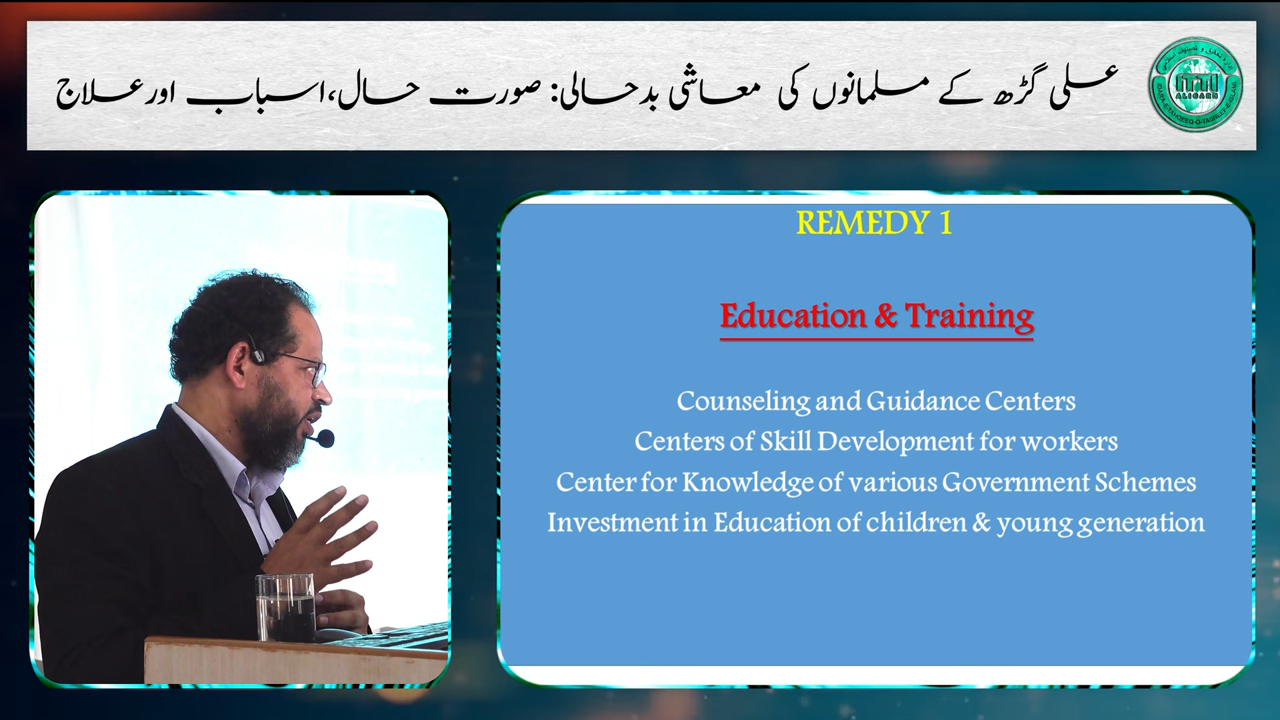 علی گڑھ کے مسلمانوں کی معاشی بدحالی: صورت حال، اسباب اور علاج
ALIGARH
REMEDY 1
Education & Training
Counseling and Guidance Centers
Centers of Skill Development for workers
Center for Knowledge of various Government Schemes
Investment in Education of children & young generation